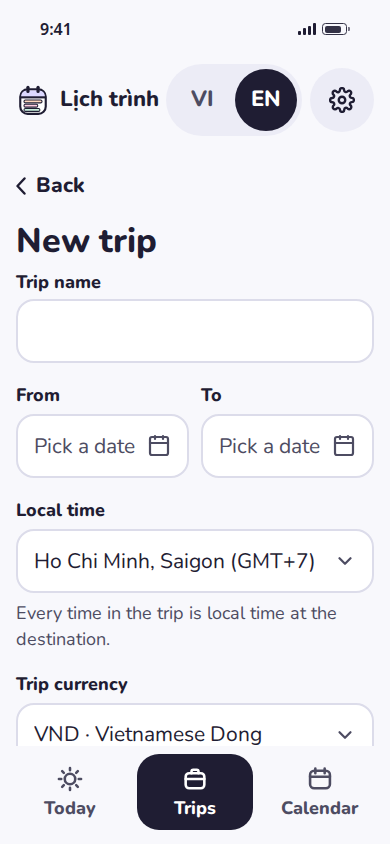 9:41
Lịch trình
VI
EN
Back
New trip
Trip name
From
To
Pick a date
Pick a date
Local time
Ho Chi Minh, Saigon (GMT+7)
Every time in the trip is local time at the
destination.
Trip currency
VND · Vietnamese Dong
Today
Trips
Calendar